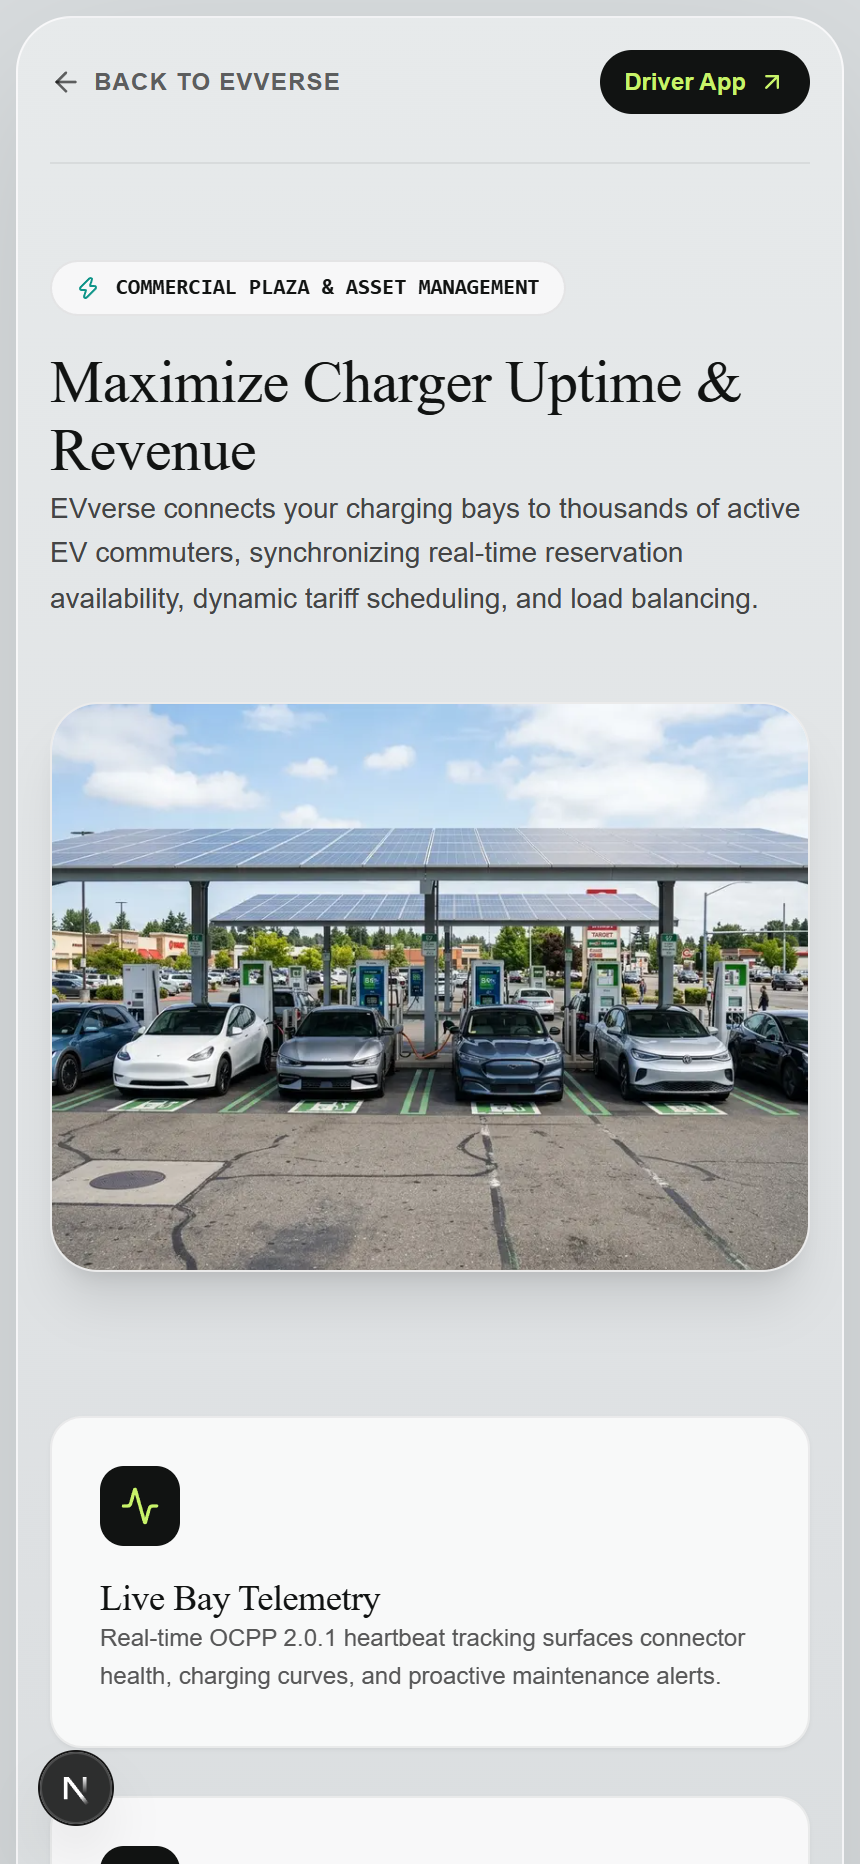 BACK TO EVVERSE
Driver App
COMMERCIAL PLAZA & ASSET MANAGEMENT
Maximize Charger Uptime &
Revenue
EVverse connects your charging bays to thousands of active
EV commuters, synchronizing real-time reservation
availability, dynamic tariff scheduling, and load balancing.
TARGET
Live Bay Telemetry
Real-time OCPP 2.0.1 heartbeat tracking surfaces connector
health, charging curves, and proactive maintenance alerts.
N